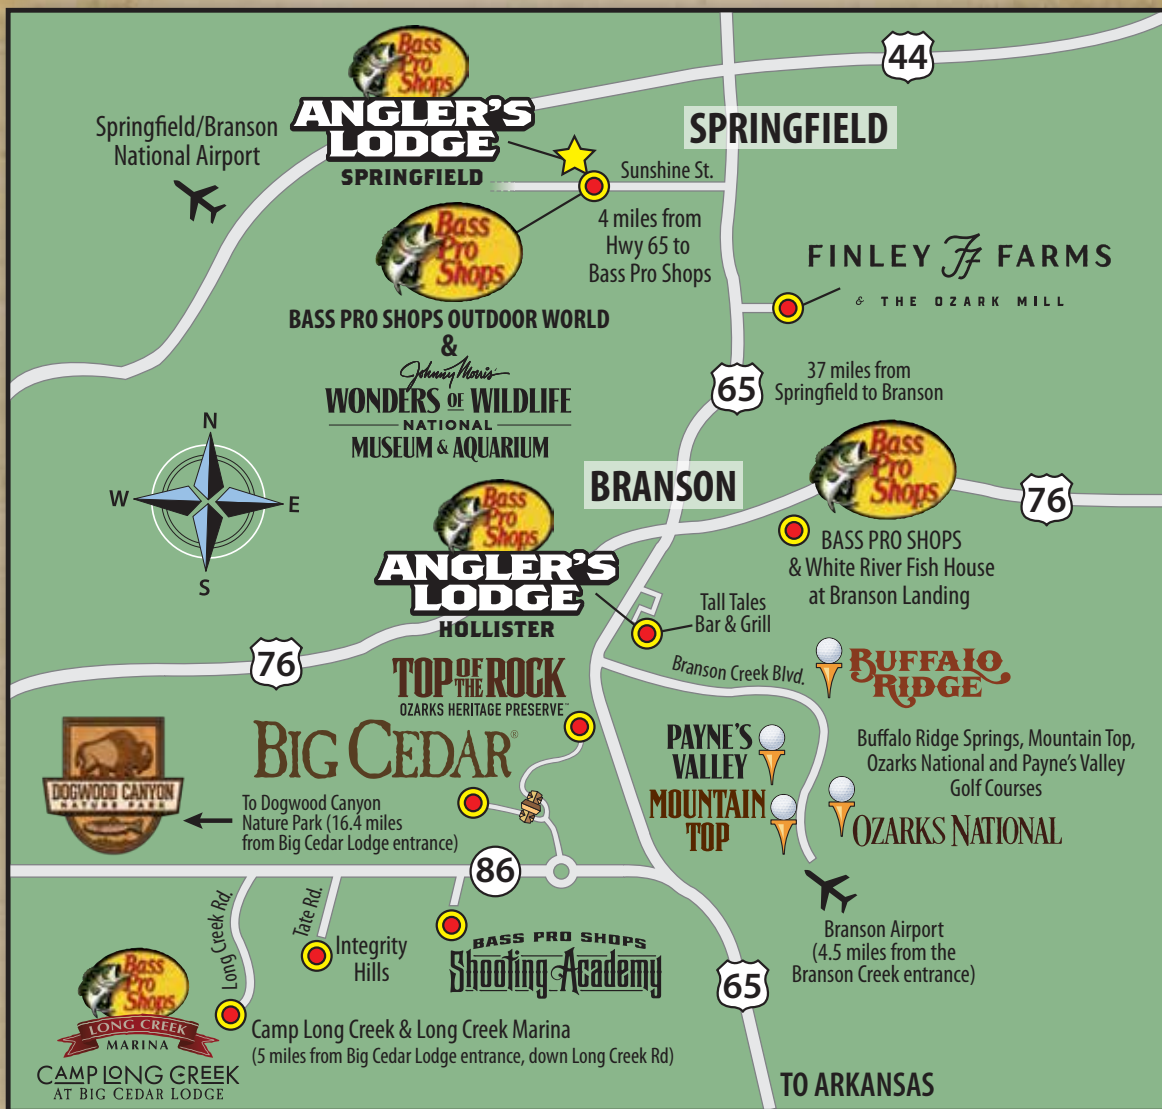 Bass
Pro
Shops
ANGLER'S
LODGE
SPRINGFIELD
44
SPRINGFIELD
Springfield/Branson
National Airport
Sunshine St.
4 miles from
Hwy 65 to
Bass Pro Shops
Bass
Pro
Shops
BASS PRO SHOPS OUTDOOR WORLD
&
Johnny Morris
WONDERS OF WILDLIFE
NATIONAL
MUSEUM & AQUARIUM
FINLEY FF FARMS
& THE OZARK MILL
65
37 miles from
Springfield to Branson
N
W
E
S
BRANSON
Bass
Pro
Shops
76
BASS PRO SHOPS
& White River Fish House
at Branson Landing
Bass
Pro
Shops
ANGLER'S
LODGE
HOLLISTER
Tall Tales
Bar & Grill
76
Branson Creek Blvd.
BUFFALO
RIDGE
TOP OF THE ROCK
OZARKS HERITAGE PRESERVE™
BIG CEDAR®
PAYNE'S
VALLEY
MOUNTAIN
TOP
Buffalo Ridge Springs, Mountain Top,
Ozarks National and Payne's Valley
Golf Courses
OZARKS NATIONAL
DOGWOOD CANYON
NATURE PARK
To Dogwood Canyon
Nature Park (16.4 miles
from Big Cedar Lodge entrance)
86
Long Creek Rd.
Tate Rd.
Integrity
Hills
BASS PRO SHOPS
Shooting Academy
Branson Airport
(4.5 miles from the
Branson Creek entrance)
65
Bass
Pro
Shops
LONG CREEK
MARINA
CAMP LONG CREEK
AT BIG CEDAR LODGE
Camp Long Creek & Long Creek Marina
(5 miles from Big Cedar Lodge entrance, down Long Creek Rd)
TO ARKANSAS